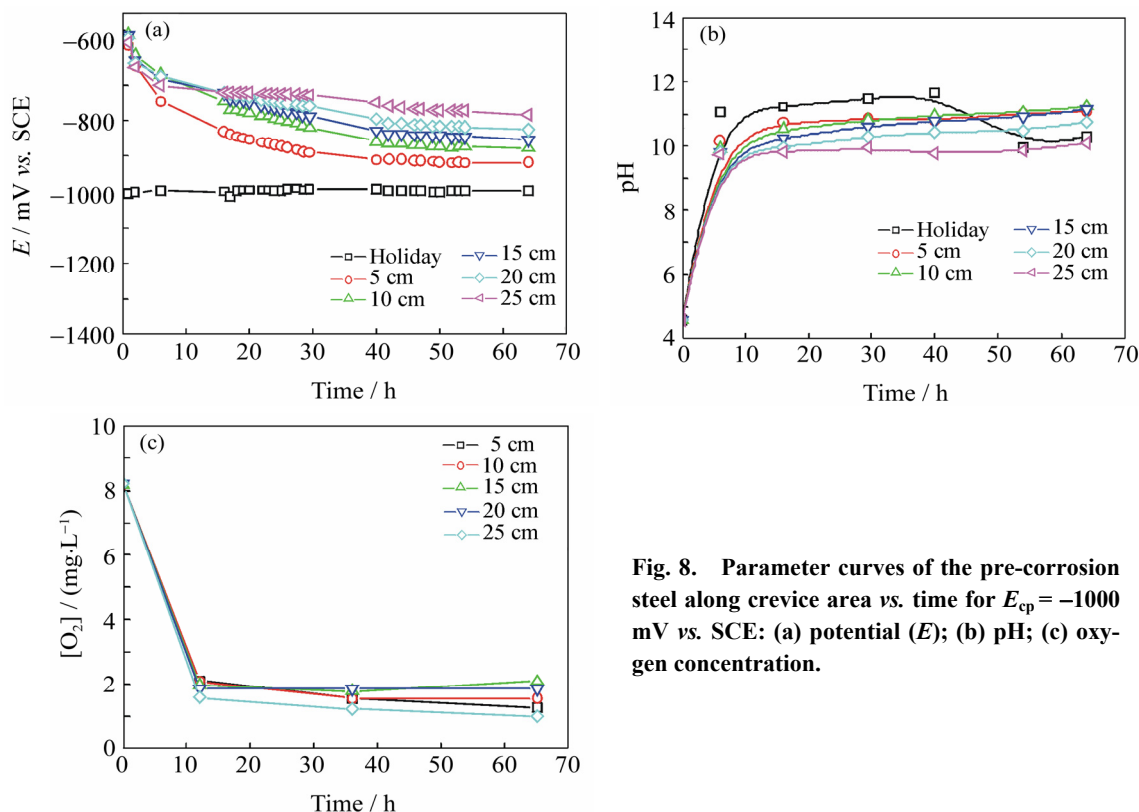 (a)
–600
–800
–1000
–1200
–1400
E / mV vs. SCE
0 10 20 30 40 50 60 70
Time / h
Holiday
5 cm
10 cm
15 cm
20 cm
25 cm
(b)
14
12
10
8
6
4
pH
0 10 20 30 40 50 60 70
Time / h
Holiday
5 cm
10 cm
15 cm
20 cm
25 cm
(c)
10
8
6
4
2
0
[O₂] / (mg·L⁻¹)
0 10 20 30 40 50 60 70
Time / h
5 cm
10 cm
15 cm
20 cm
25 cm
Fig. 8. Parameter curves of the pre-corrosion
steel along crevice area vs. time for Ecp = –1000
mV vs. SCE: (a) potential (E); (b) pH; (c) oxy-
gen concentration.